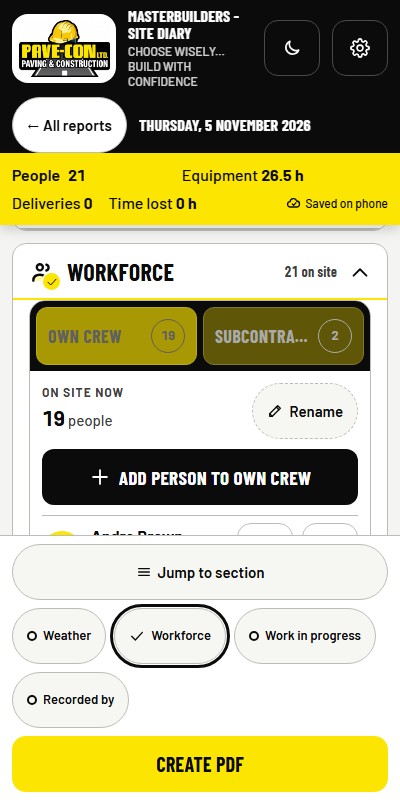 PAVE-CON LTD.
PAVING & CONSTRUCTION
MASTERBUILDERS -
SITE DIARY
CHOOSE WISELY...
BUILD WITH
CONFIDENCE
← All reports
THURSDAY, 5 NOVEMBER 2026
People 21
Equipment 26.5 h
Deliveries 0
Time lost 0 h
Saved on phone
WORKFORCE
21 on site
OWN CREW 19
SUBCONTRA... 2
ON SITE NOW
19 people
Rename
+ ADD PERSON TO OWN CREW
Jump to section
Weather
Workforce
Work in progress
Recorded by
CREATE PDF